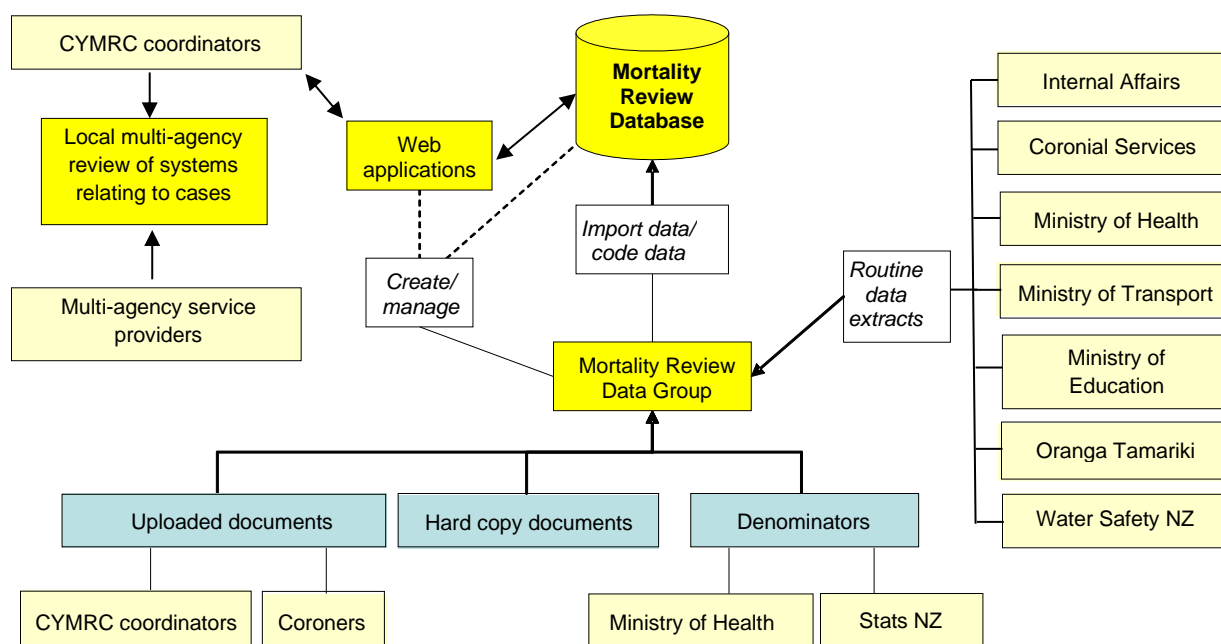 CYMRC coordinators
Local multi-agency
review of systems
relating to cases
Multi-agency service
providers
Web
applications
Mortality
Review
Database
Create/
manage
Import data/
code data
Mortality Review
Data Group
Routine
data
extracts
Internal Affairs
Coronial Services
Ministry of Health
Ministry of Transport
Ministry of
Education
Oranga Tamariki
Water Safety NZ
Uploaded documents
Hard copy documents
Denominators
CYMRC coordinators
Coroners
Ministry of Health
Stats NZ